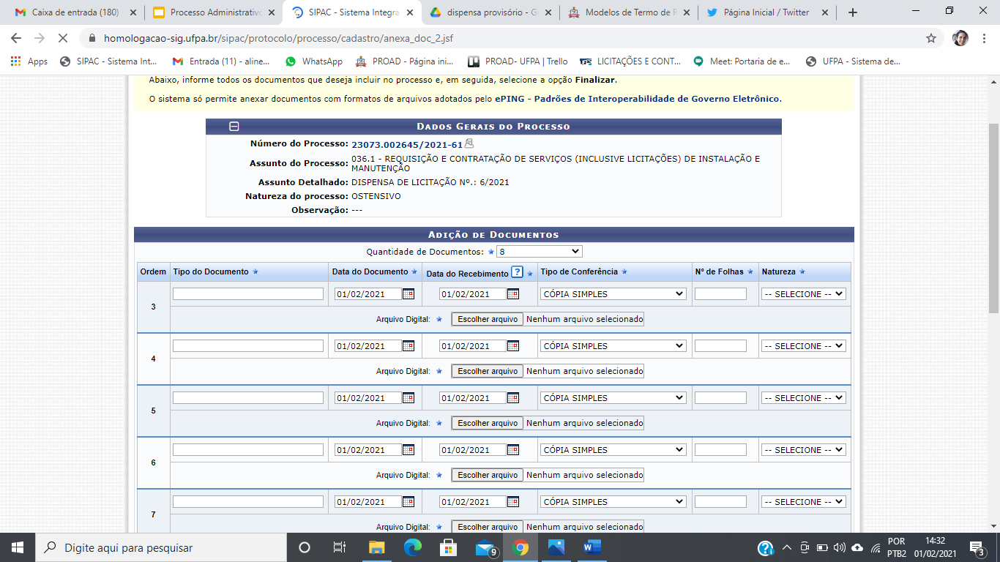 Caixa de entrada (180)
Processo Administrativo
SIPAC - Sistema Integra
dispensa provisório - Go
Modelos de Termo de R
Página Inicial / Twitter
homologacao-sig.ufpa.br/sipac/protocolo/processo/cadastro/anexa_doc_2.jsf
Apps
SIPAC - Sistema Int...
Entrada (11) - aline...
WhatsApp
PROAD - Página ini...
PROAD- UFPA | Trello
LICITAÇÕES E CONT...
Meet: Portaria de e...
UFPA - Sistema de...
Abaixo, informe todos os documentos que deseja incluir no processo e, em seguida, selecione a opção Finalizar.
O sistema só permite anexar documentos com formatos de arquivos adotados pelo ePING - Padrões de Interoperabilidade de Governo Eletrônico.
DADOS GERAIS DO PROCESSO
Número do Processo: 23073.002645/2021-61
Assunto do Processo: 036.1 - REQUISIÇÃO E CONTRATAÇÃO DE SERVIÇOS (INCLUSIVE LICITAÇÕES) DE INSTALAÇÃO E
MANUTENÇÃO
Assunto Detalhado: DISPENSA DE LICITAÇÃO Nº.: 6/2021
Natureza do processo: OSTENSIVO
Observação: ---
ADIÇÃO DE DOCUMENTOS
Quantidade de Documentos: 8
Ordem Tipo do Documento Data do Documento Data do Recebimento ? Tipo de Conferência Nº de Folhas Natureza
3 01/02/2021 01/02/2021 CÓPIA SIMPLES -- SELECIONE --
Arquivo Digital: Escolher arquivo Nenhum arquivo selecionado
4 01/02/2021 01/02/2021 CÓPIA SIMPLES -- SELECIONE --
Arquivo Digital: Escolher arquivo Nenhum arquivo selecionado
5 01/02/2021 01/02/2021 CÓPIA SIMPLES -- SELECIONE --
Arquivo Digital: Escolher arquivo Nenhum arquivo selecionado
6 01/02/2021 01/02/2021 CÓPIA SIMPLES -- SELECIONE --
Arquivo Digital: Escolher arquivo Nenhum arquivo selecionado
7 01/02/2021 01/02/2021 CÓPIA SIMPLES -- SELECIONE --
Arquivo Digital: Escolher arquivo Nenhum arquivo selecionado
Digite aqui para pesquisar
9
POR
PTB2
14:32
01/02/2021
3